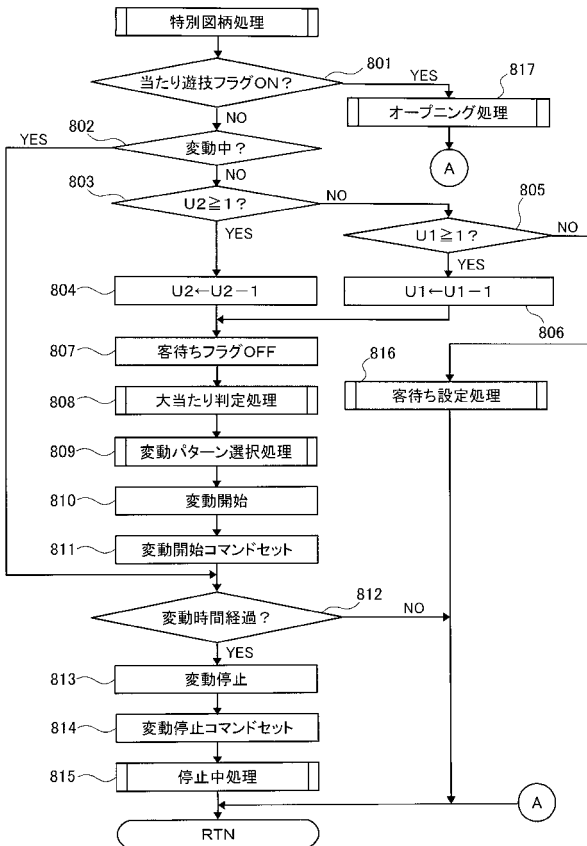 特別図柄処理
801
当たり遊技フラグON?
YES
817
オープニング処理
NO
802
YES
変動中?
A
NO
803
U2≧1?
NO
805
U1≧1?
NO
YES
YES
804
U2←U2−1
U1←U1−1
806
807
客待ちフラグOFF
816
808
大当たり判定処理
客待ち設定処理
809
変動パターン選択処理
810
変動開始
811
変動開始コマンドセット
812
変動時間経過?
NO
YES
813
変動停止
814
変動停止コマンドセット
815
停止中処理
A
RTN